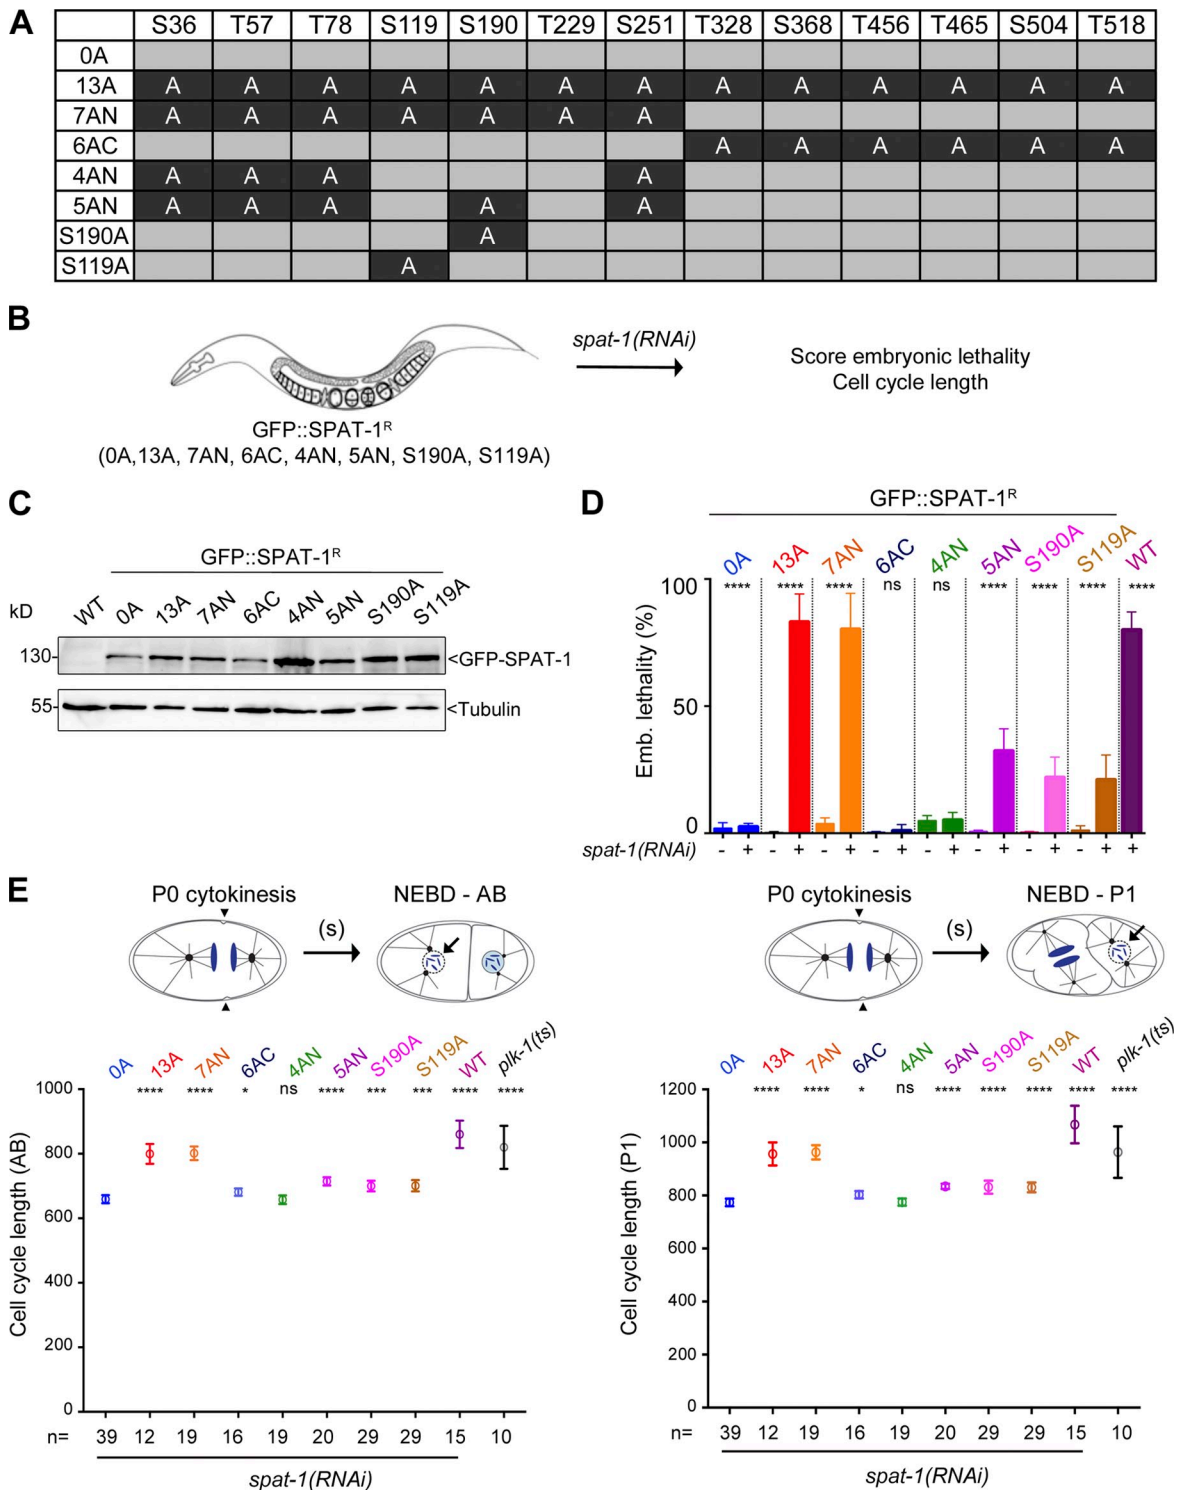 A
S36 T57 T78 S119 S190 T229 S251 T328 S368 T456 T465 S504 T518
0A
13A A A A A A A A A A A A A A
7AN A A A A A A A
6AC A A A A A A
4AN A A A A
5AN A A A A A
S190A A
S119A A
B
spat-1(RNAi)
Score embryonic lethality
Cell cycle length
GFP::SPAT-1R
(0A,13A, 7AN, 6AC, 4AN, 5AN, S190A, S119A)
C
GFP::SPAT-1R
kD WT 0A 13A 7AN 6AC 4AN 5AN S190A S119A
130- <GFP-SPAT-1
55- <Tubulin
D
GFP::SPAT-1R
0A 13A 7AN 6AC 4AN 5AN S190A S119A WT
**** **** **** ns ns **** **** **** ****
Emb. lethality (%)
100
50
0
spat-1(RNAi) - + - + - + - + - + - + - + - + +
E
P0 cytokinesis (s) NEBD - AB
0A 13A 7AN 6AC 4AN 5AN S190A S119A WT plk-1(ts)
**** **** * ns **** *** *** **** ****
Cell cycle length (AB)
1000
800
600
400
200
0
n= 39 12 19 16 19 20 29 29 15 10
spat-1(RNAi)
P0 cytokinesis (s) NEBD - P1
0A 13A 7AN 6AC 4AN 5AN S190A S119A WT plk-1(ts)
**** **** * ns **** **** **** **** ****
Cell cycle length (P1)
1200
1000
800
600
400
200
0
n= 39 12 19 16 19 20 29 29 15 10
spat-1(RNAi)